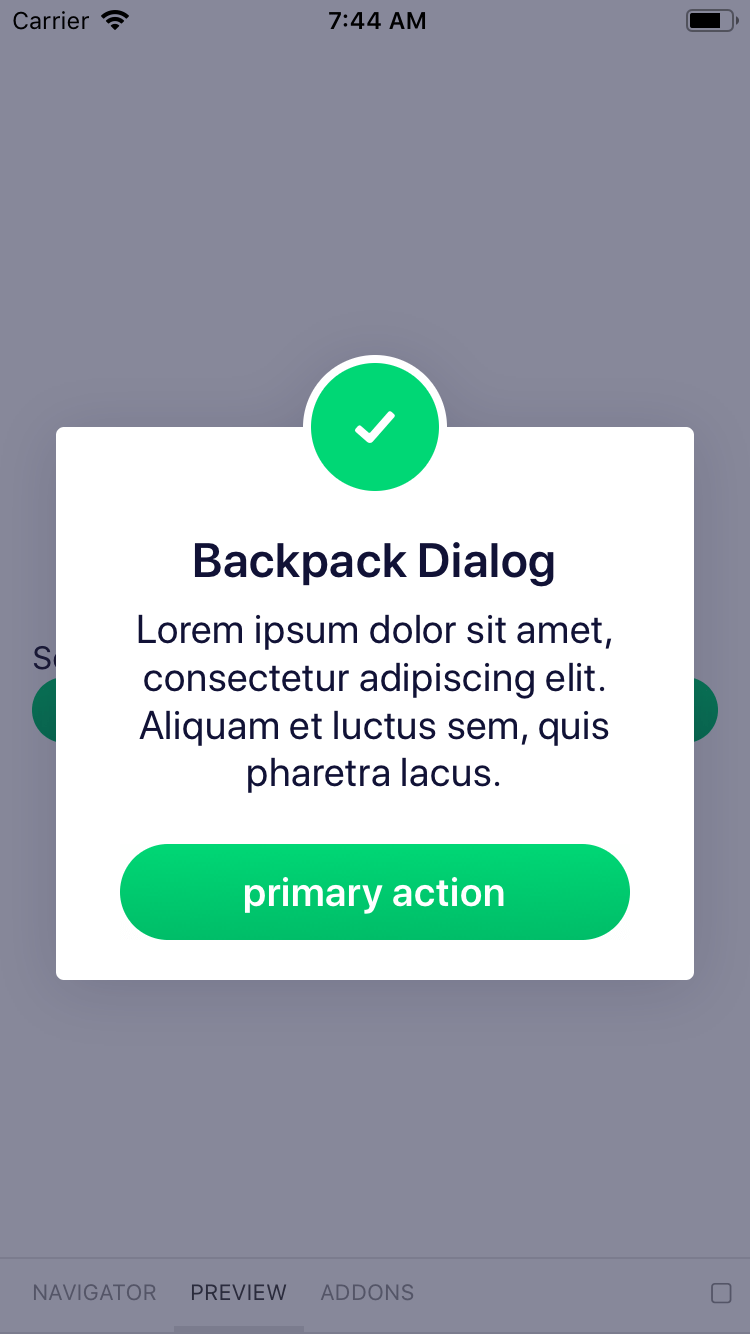 Carrier 7:44 AM
Backpack Dialog
Lorem ipsum dolor sit amet,
consectetur adipiscing elit.
Aliquam et luctus sem, quis
pharetra lacus.
primary action
NAVIGATOR PREVIEW ADDONS